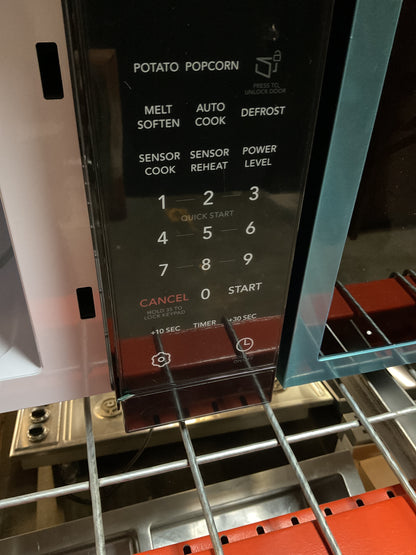 POTATO POPCORN
PRESS TO
UNLOCK DOOR
MELT SOFTEN
AUTO COOK
DEFROST
SENSOR COOK
SENSOR REHEAT
POWER LEVEL
1 2 3
QUICK START
4 5 6
7 8 9
CANCEL 0 START
HOLD 3S TO
LOCK KEYPAD
+10 SEC TIMER +30 SEC